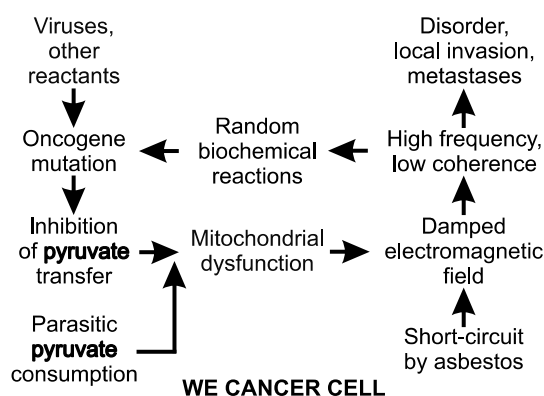 Viruses,
other
reactants
Disorder,
local invasion,
metastases
Oncogene
mutation
Random
biochemical
reactions
High frequency,
low coherence
Inhibition
of pyruvate
transfer
Mitochondrial
dysfunction
Damped
electromagnetic
field
Parasitic
pyruvate
consumption
Short-circuit
by asbestos
WE CANCER CELL